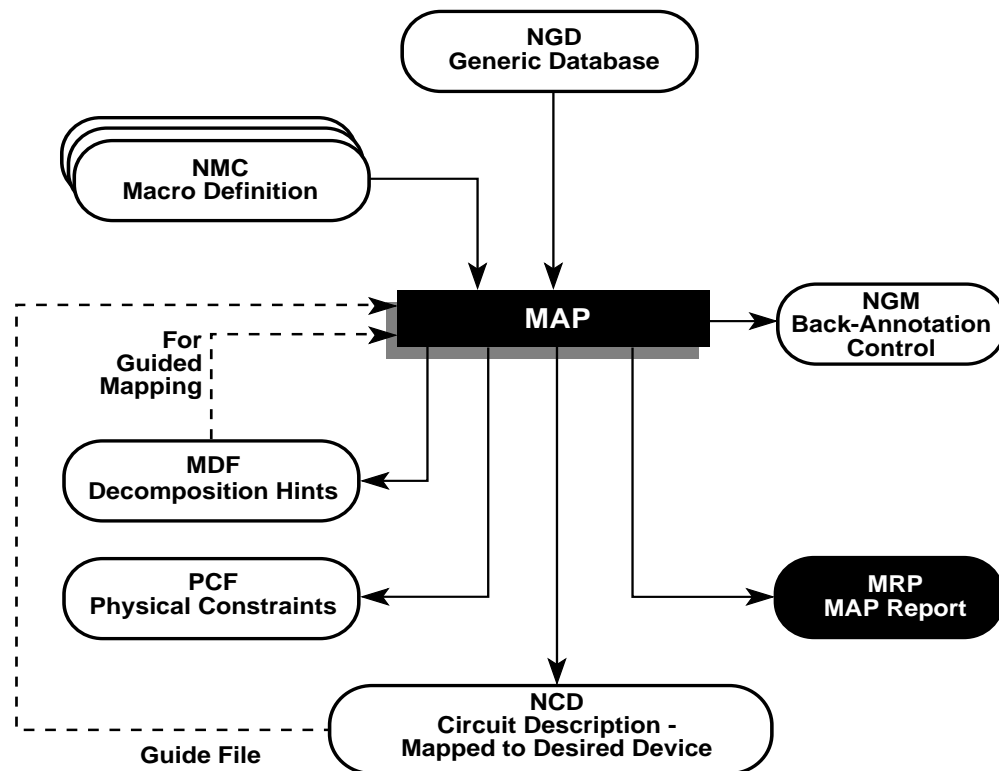 NGD
Generic Database
NMC
Macro Definition
MAP
NGM
Back-Annotation
Control
For
Guided
Mapping
MDF
Decomposition Hints
PCF
Physical Constraints
MRP
MAP Report
NCD
Circuit Description -
Mapped to Desired Device
Guide File